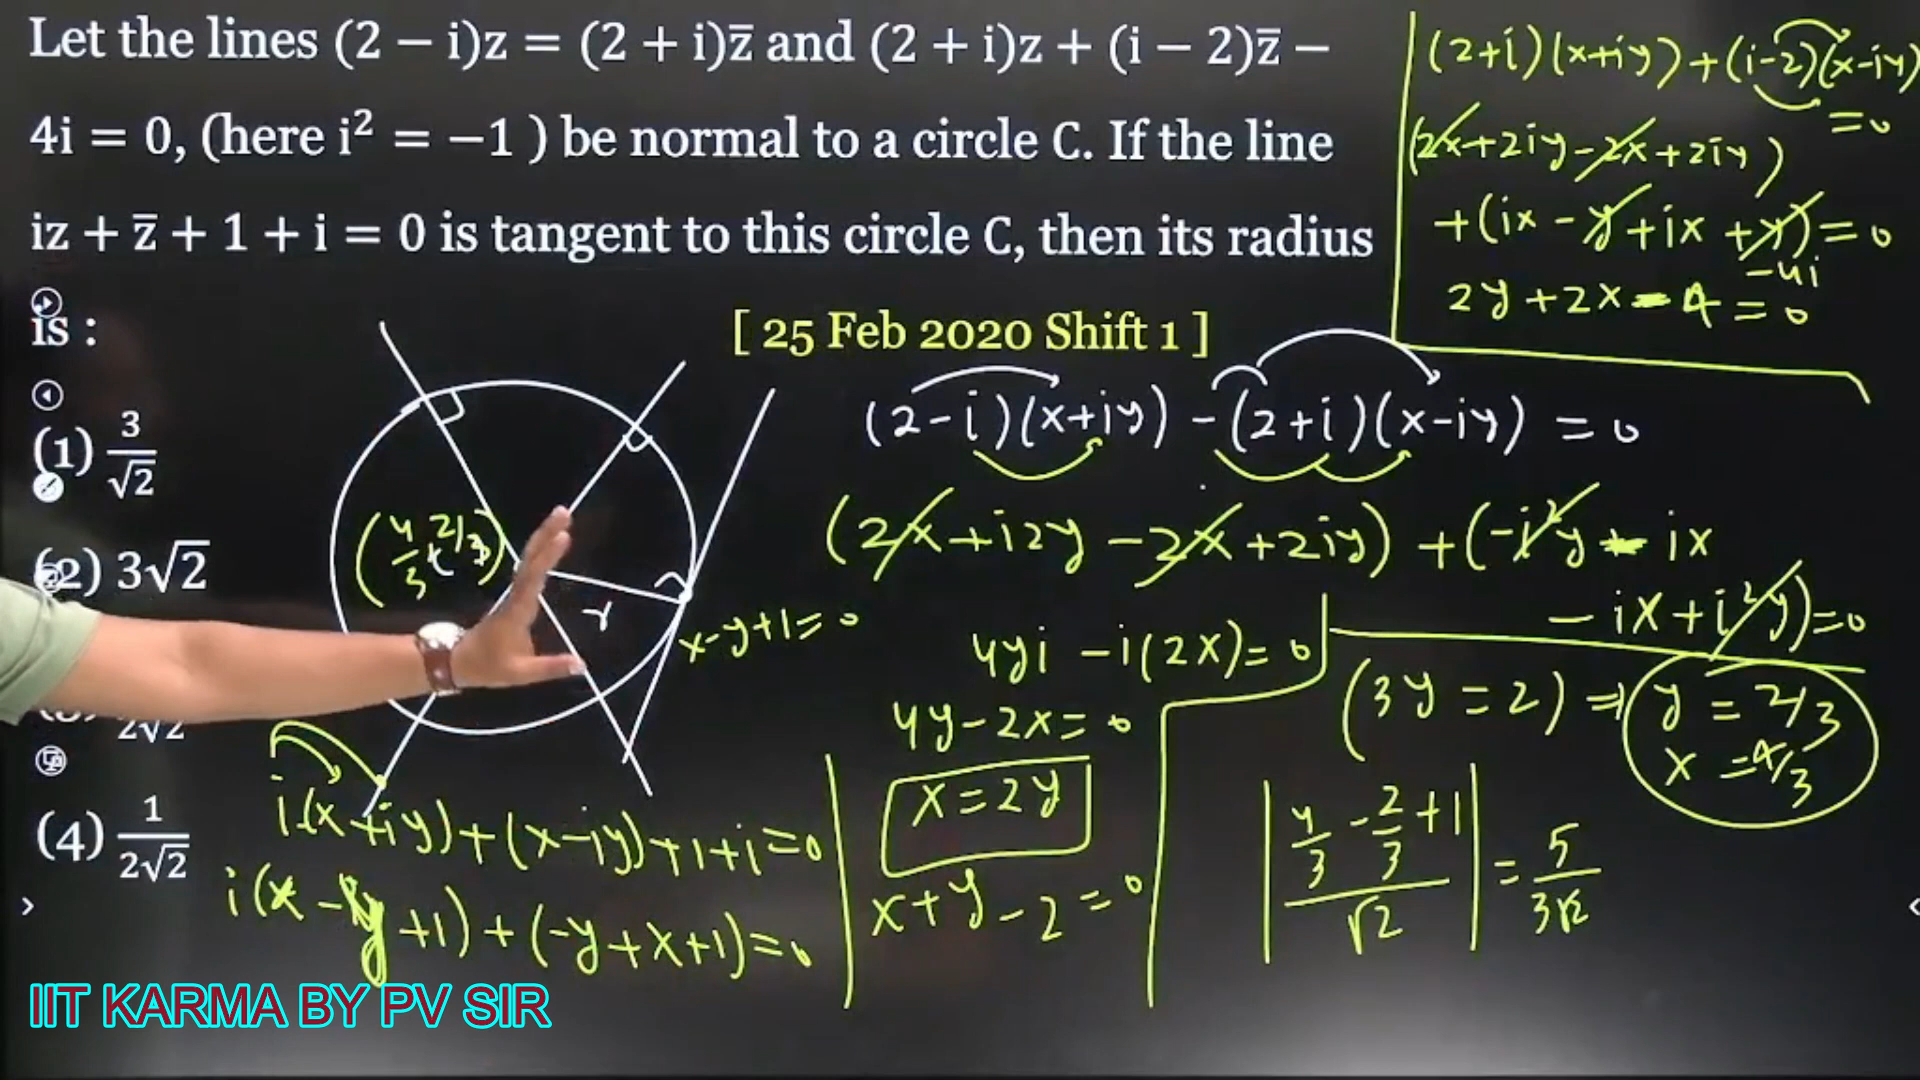 Let the lines (2 − i)z = (2 + i)z̄ and (2 + i)z + (i − 2)z̄ −
4i = 0, (here i² = −1 ) be normal to a circle C. If the line
iz + z̄ + 1 + i = 0 is tangent to this circle C, then its radius
is :
[ 25 Feb 2020 Shift 1 ]
(1) 3/√2
(2) 3√2
2√2
(4) 1/2√2
(2+i)(x+iy)+(i-2)(x-iy)
=0
(2x+2iy-2x+2iy)
+(ix-y+ix+y)=0
-4i
2y+2x-4=0
(2-i)(x+iy) -(2+i)(x-iy) = 0
(2x+i2y-2x+2iy) +(-i²y - ix
- ix+i²y)=0
4yi -i(2x)=0
4y-2x=0
x=2y
x+y-2=0
(3y=2) ⇒ y = 2/3
x = 4/3
|4/3 - 2/3 + 1| / √2 = 5/3√2
r
x-y+1=0
i(x+iy)+(x-iy)+1+i=0
i(x-y+1)+(-y+x+1)=0
IIT KARMA BY PV SIR